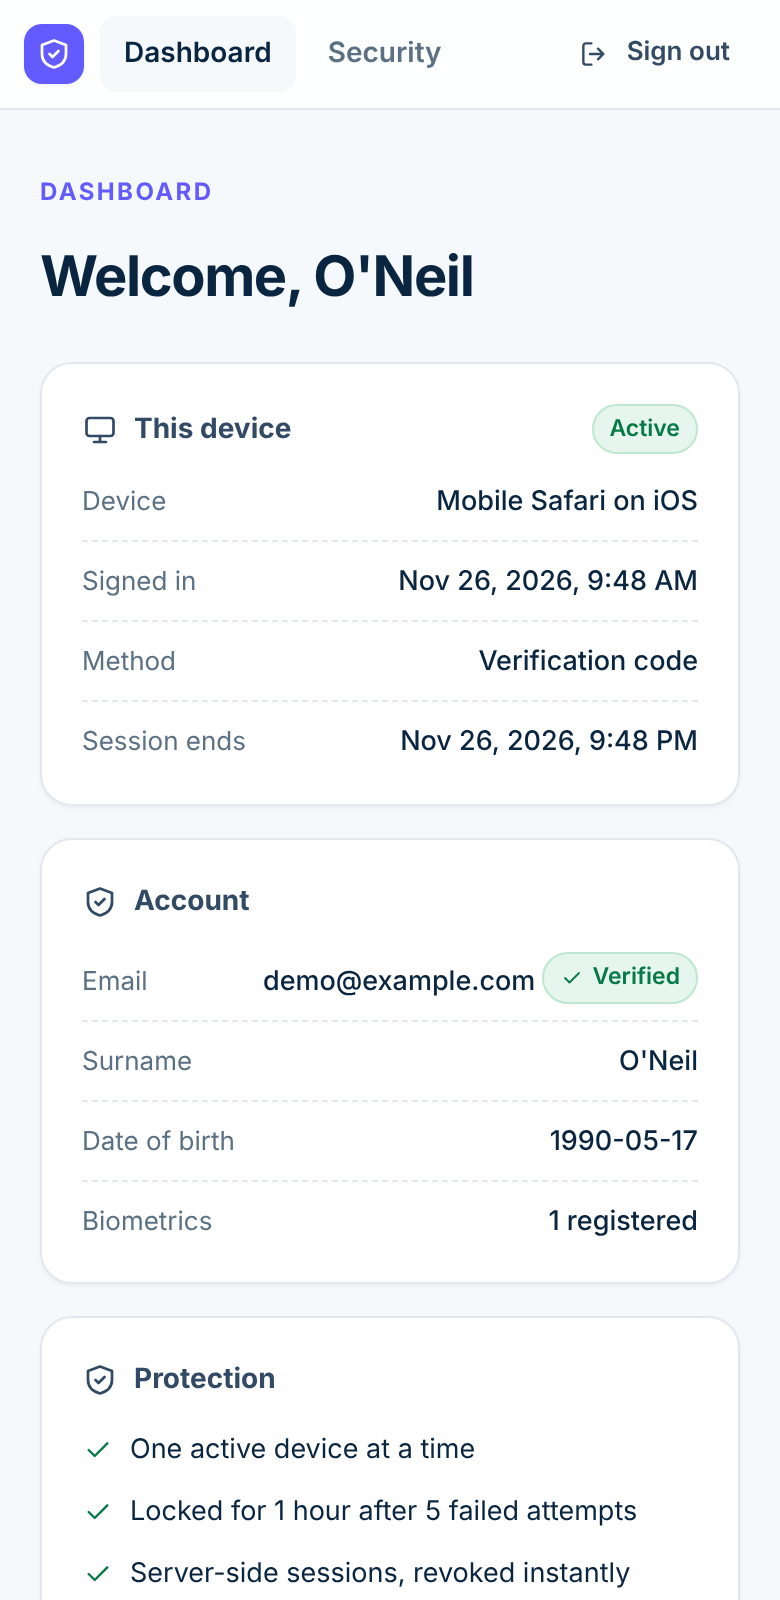 Dashboard Security Sign out
DASHBOARD
Welcome, O'Neil
This device Active
Device Mobile Safari on iOS
Signed in Nov 26, 2026, 9:48 AM
Method Verification code
Session ends Nov 26, 2026, 9:48 PM
Account
Email demo@example.com Verified
Surname O'Neil
Date of birth 1990-05-17
Biometrics 1 registered
Protection
One active device at a time
Locked for 1 hour after 5 failed attempts
Server-side sessions, revoked instantly